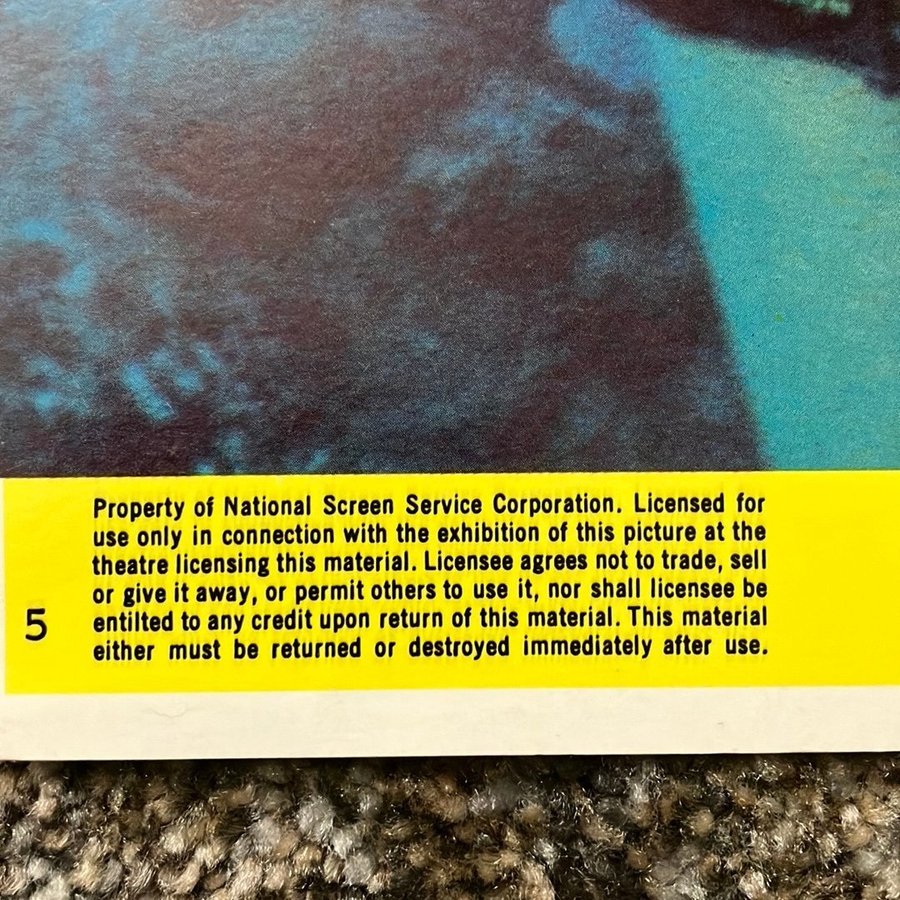 Property of National Screen Service Corporation. Licensed for
use only in connection with the exhibition of this picture at the
theatre licensing this material. Licensee agrees not to trade, sell
or give it away, or permit others to use it, nor shall licensee be
entilted to any credit upon return of this material. This material
either must be returned or destroyed immediately after use.
5